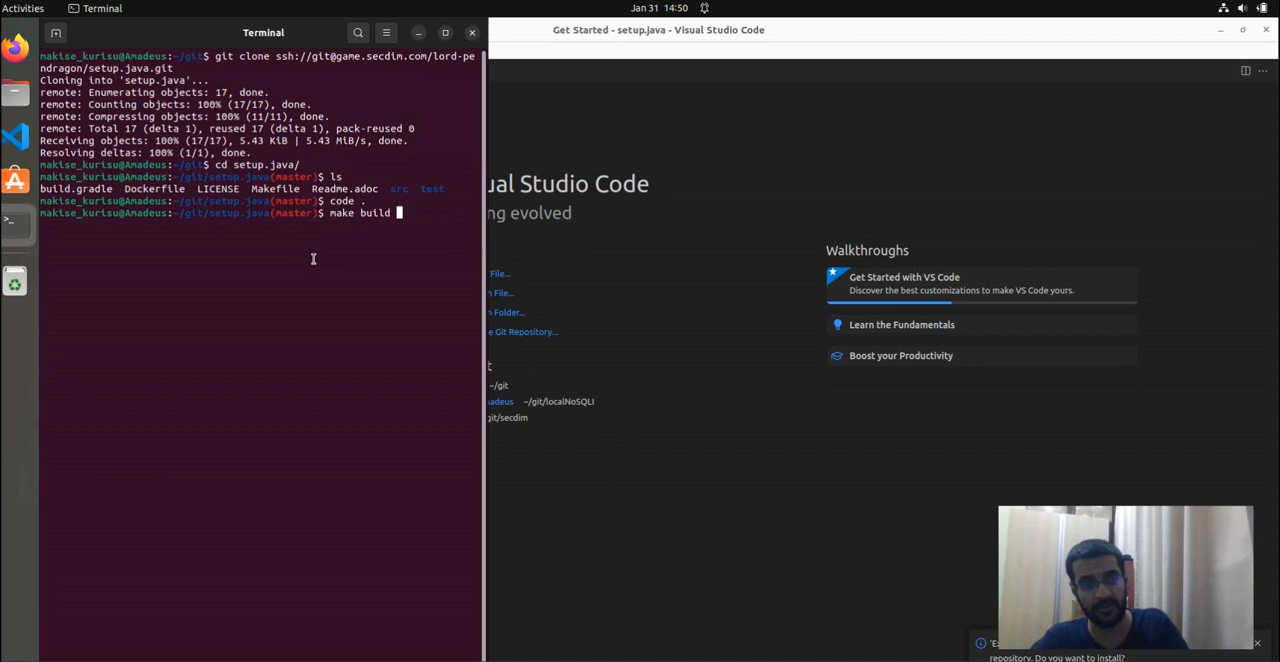 Activities
Terminal
Jan 31 14:50
Terminal
Get Started - setup.java - Visual Studio Code
makise_kurisu@Amadeus:~/git$ git clone ssh://git@game.secdim.com/lord-pe
ndragon/setup.java.git
Cloning into 'setup.java'...
remote: Enumerating objects: 17, done.
remote: Counting objects: 100% (17/17), done.
remote: Compressing objects: 100% (11/11), done.
remote: Total 17 (delta 1), reused 17 (delta 1), pack-reused 0
Receiving objects: 100% (17/17), 5.43 KiB | 5.43 MiB/s, done.
Resolving deltas: 100% (1/1), done.
makise_kurisu@Amadeus:~/git$ cd setup.java/
makise_kurisu@Amadeus:~/git/setup.java(master)$ ls
build.gradle Dockerfile LICENSE Makefile Readme.adoc src test
makise_kurisu@Amadeus:~/git/setup.java(master)$ code .
makise_kurisu@Amadeus:~/git/setup.java(master)$ make build
ual Studio Code
ng evolved
File...
n File...
n Folder...
e Git Repository...
t
~/git
adeus ~/git/localNoSQLI
git/secdim
Walkthroughs
Get Started with VS Code
Discover the best customizations to make VS Code yours.
Learn the Fundamentals
Boost your Productivity
repository. Do you want to install?